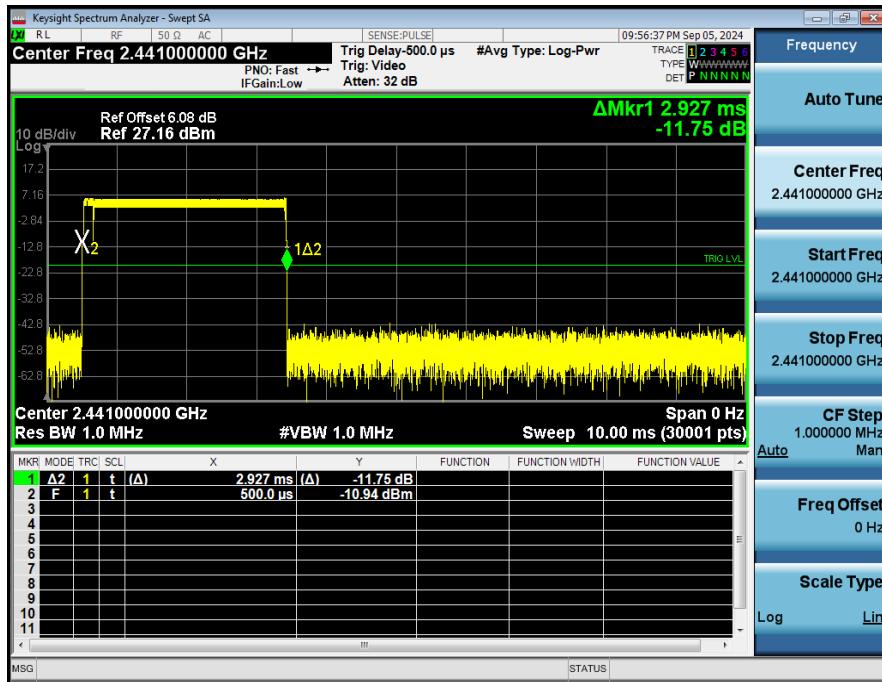 Keysight Spectrum Analyzer - Swept SA
LXI RL RF 50 Ω AC SENSE:PULSE 09:56:37 PM Sep 05, 2024
Center Freq 2.441000000 GHz
PNO: Fast
IFGain:Low
Trig Delay-500.0 µs
Trig: Video
Atten: 32 dB
#Avg Type: Log-Pwr
TRACE 1 2 3 4 5 6
TYPE W W W W W W
DET P N N N N N
ΔMkr1 2.927 ms
-11.75 dB
Ref Offset 6.08 dB
10 dB/div Ref 27.16 dBm
Log
17.2
7.16
-2.84
-12.8
-22.8
-32.8
-42.8
-52.8
-62.8
2
1Δ2
TRIG LVL
Center 2.441000000 GHz Span 0 Hz
Res BW 1.0 MHz #VBW 1.0 MHz Sweep 10.00 ms (30001 pts)
MKR MODE TRC SCL X Y FUNCTION FUNCTION WIDTH FUNCTION VALUE
1 Δ2 1 t (Δ) 2.927 ms (Δ) -11.75 dB
2 F 1 t 500.0 µs -10.94 dBm
3
4
5
6
7
8
9
10
11
MSG STATUS
Frequency
Auto Tune
Center Freq
2.441000000 GHz
Start Freq
2.441000000 GHz
Stop Freq
2.441000000 GHz
CF Step
1.000000 MHz
Auto Man
Freq Offset
0 Hz
Scale Type
Log Lin